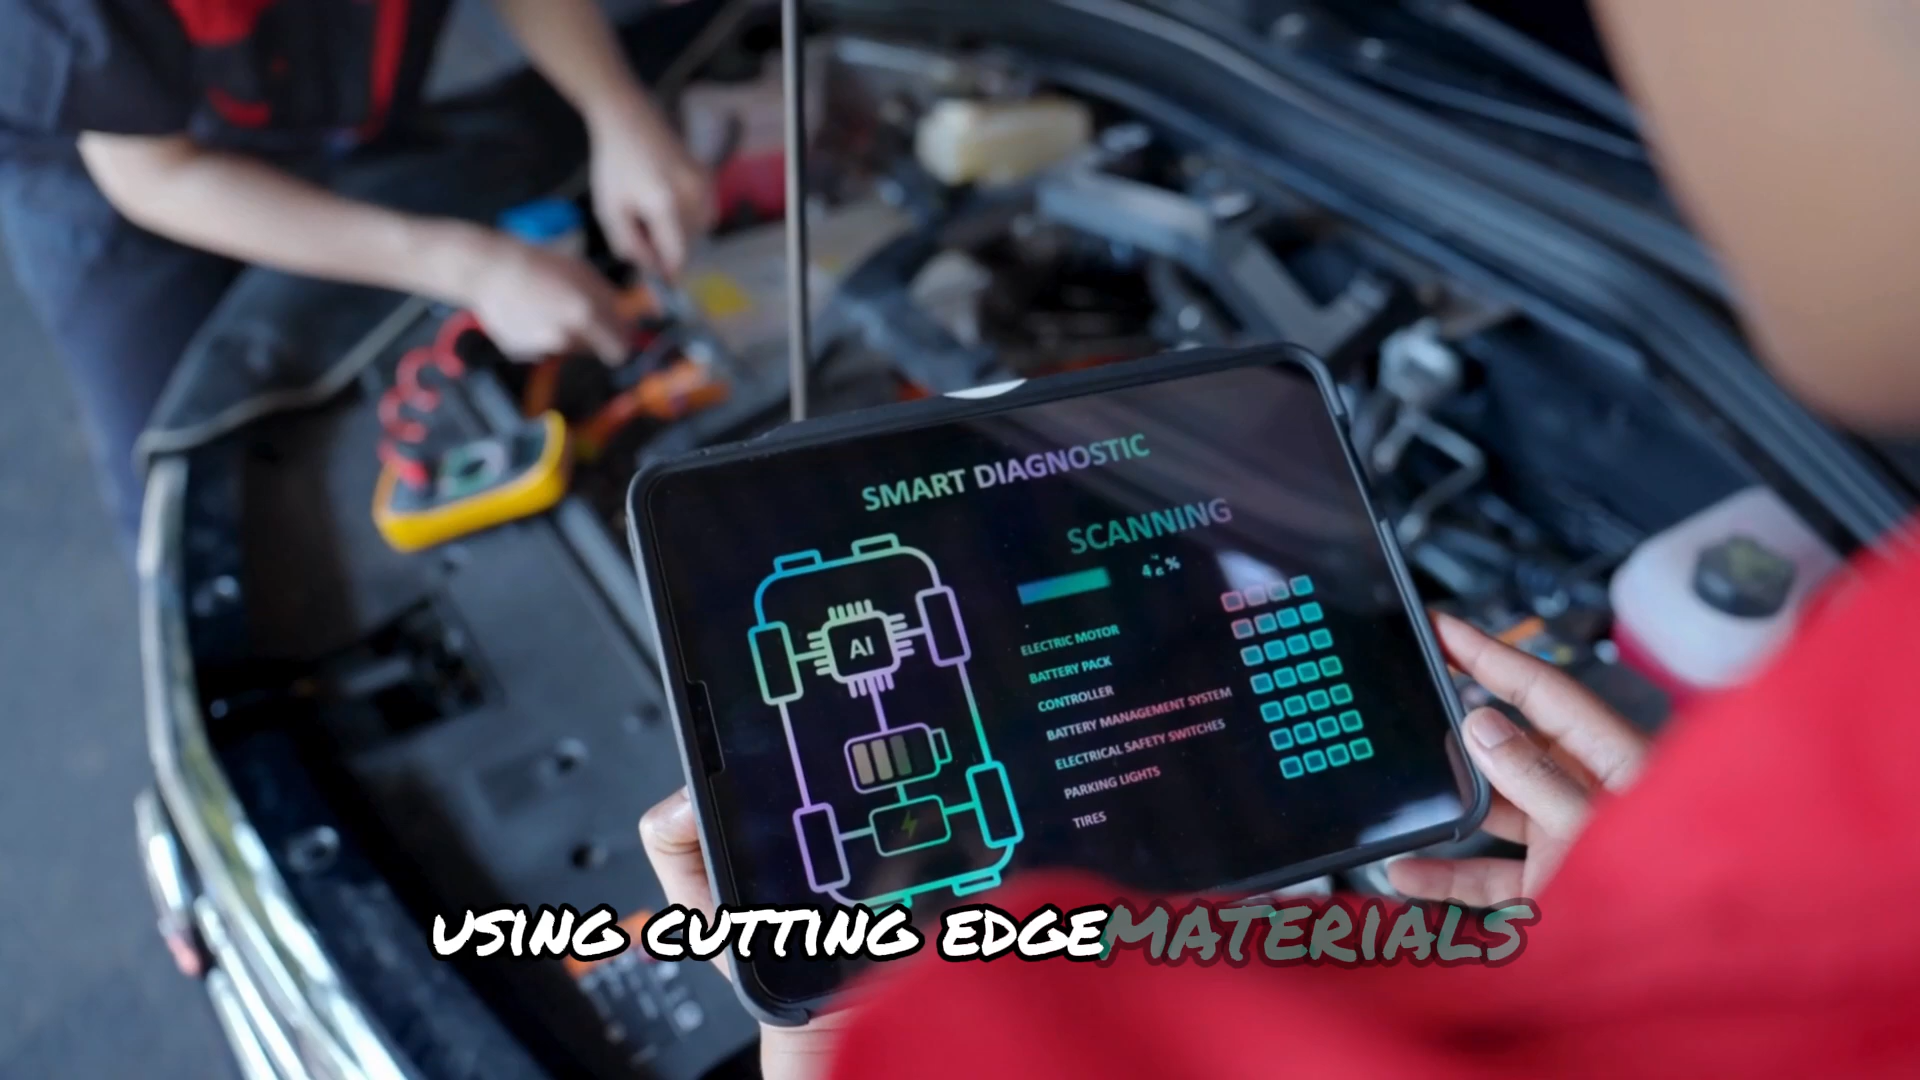 SMART DIAGNOSTIC
SCANNING
AI
ELECTRIC MOTOR
BATTERY PACK
CONTROLLER
BATTERY MANAGEMENT SYSTEM
ELECTRICAL SAFETY SWITCHES
PARKING LIGHTS
TIRES
USING CUTTING EDGE MATERIALS